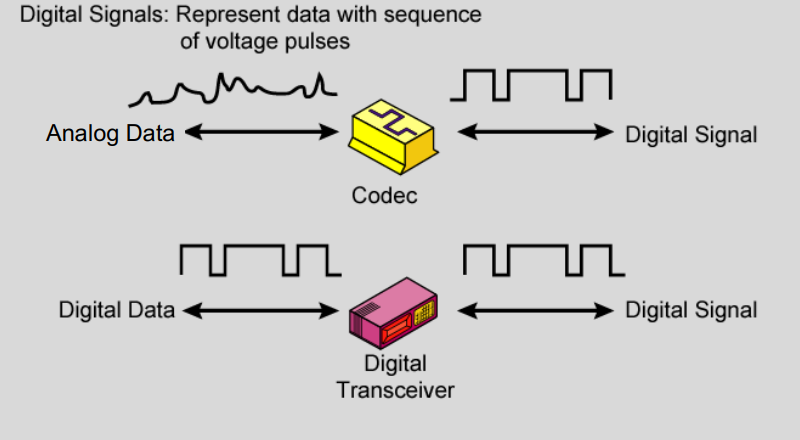 Digital Signals: Represent data with sequence
of voltage pulses
Analog Data
Digital Signal
Codec
Digital Data
Digital Signal
Digital
Transceiver